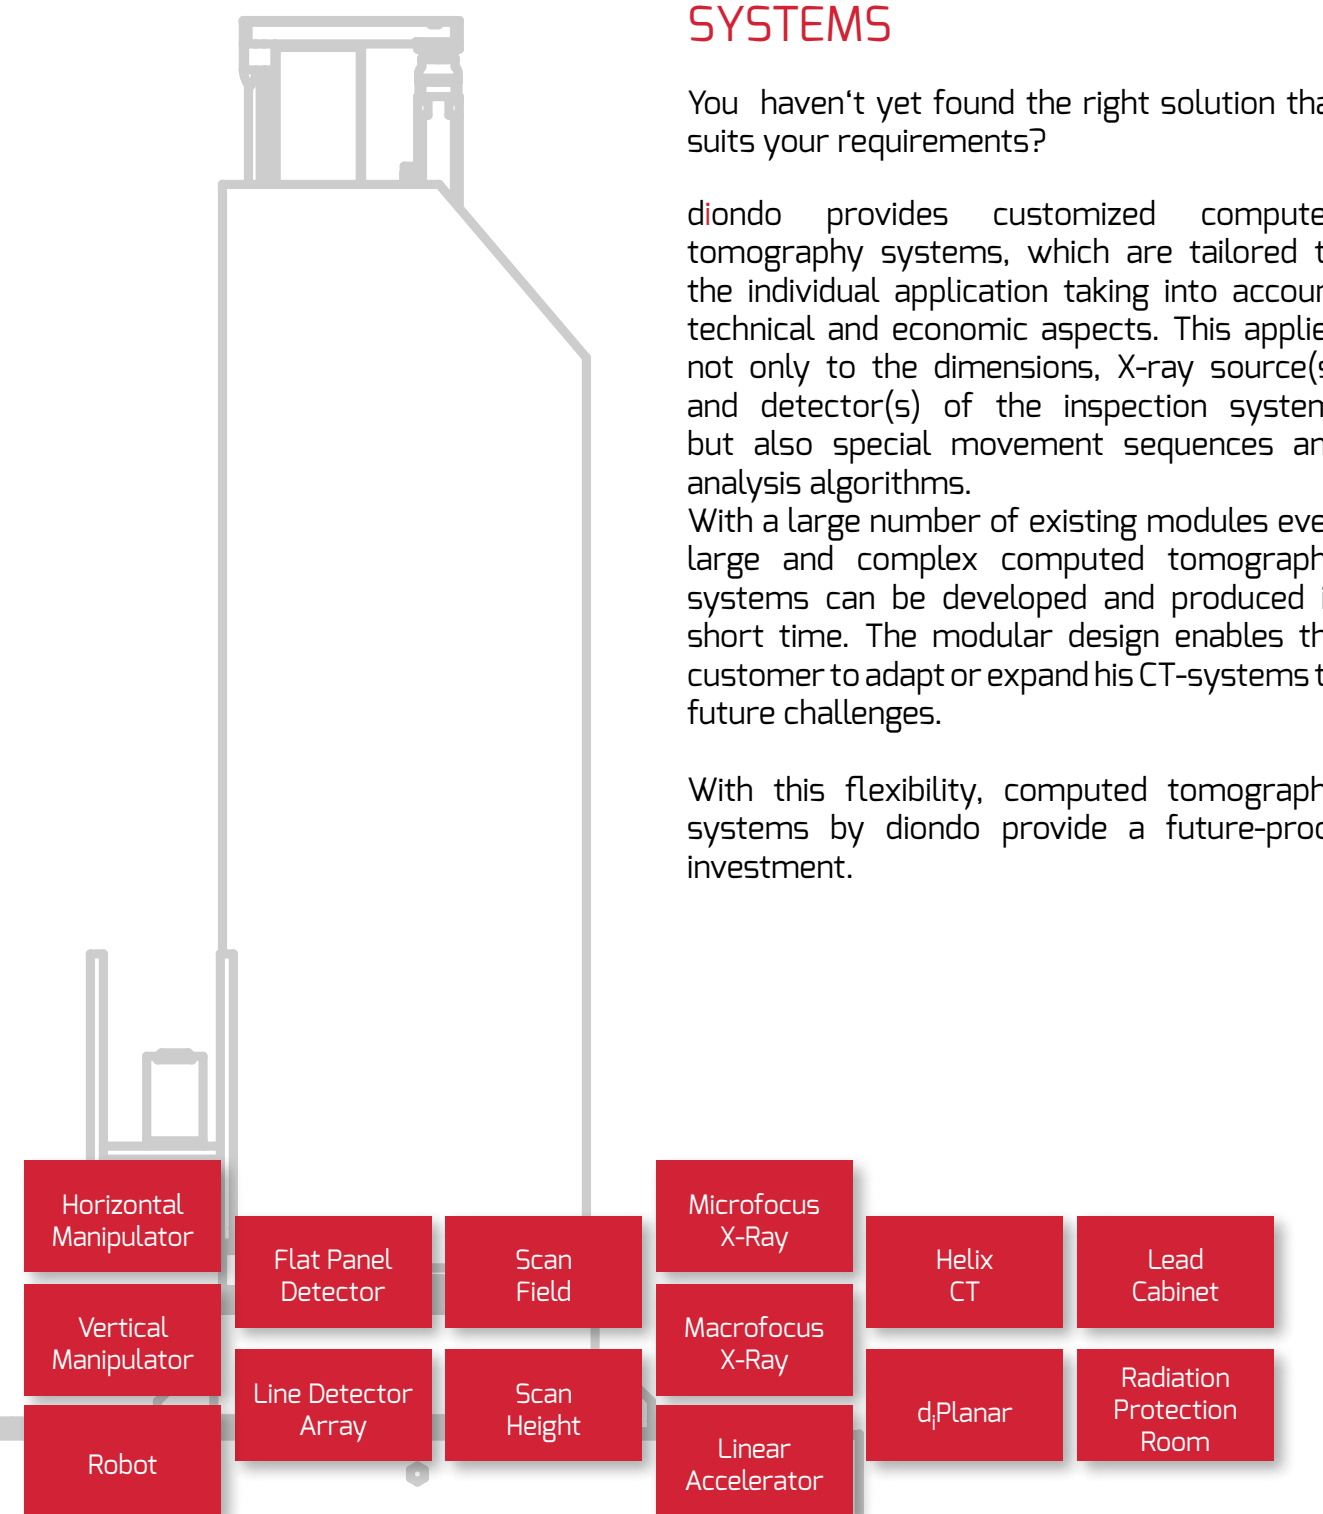 SYSTEMS
You haven‘t yet found the right solution tha
suits your requirements?
diondo provides customized compute
tomography systems, which are tailored t
the individual application taking into accoun
technical and economic aspects. This applie
not only to the dimensions, X-ray source(s
and detector(s) of the inspection system
but also special movement sequences an
analysis algorithms.
With a large number of existing modules eve
large and complex computed tomograph
systems can be developed and produced i
short time. The modular design enables th
customer to adapt or expand his CT-systems t
future challenges.
With this flexibility, computed tomograph
systems by diondo provide a future-proo
investment.
Horizontal
Manipulator
Vertical
Manipulator
Robot
Flat Panel
Detector
Line Detector
Array
Scan
Field
Scan
Height
Microfocus
X-Ray
Macrofocus
X-Ray
Linear
Accelerator
Helix
CT
diPlanar
Lead
Cabinet
Radiation
Protection
Room